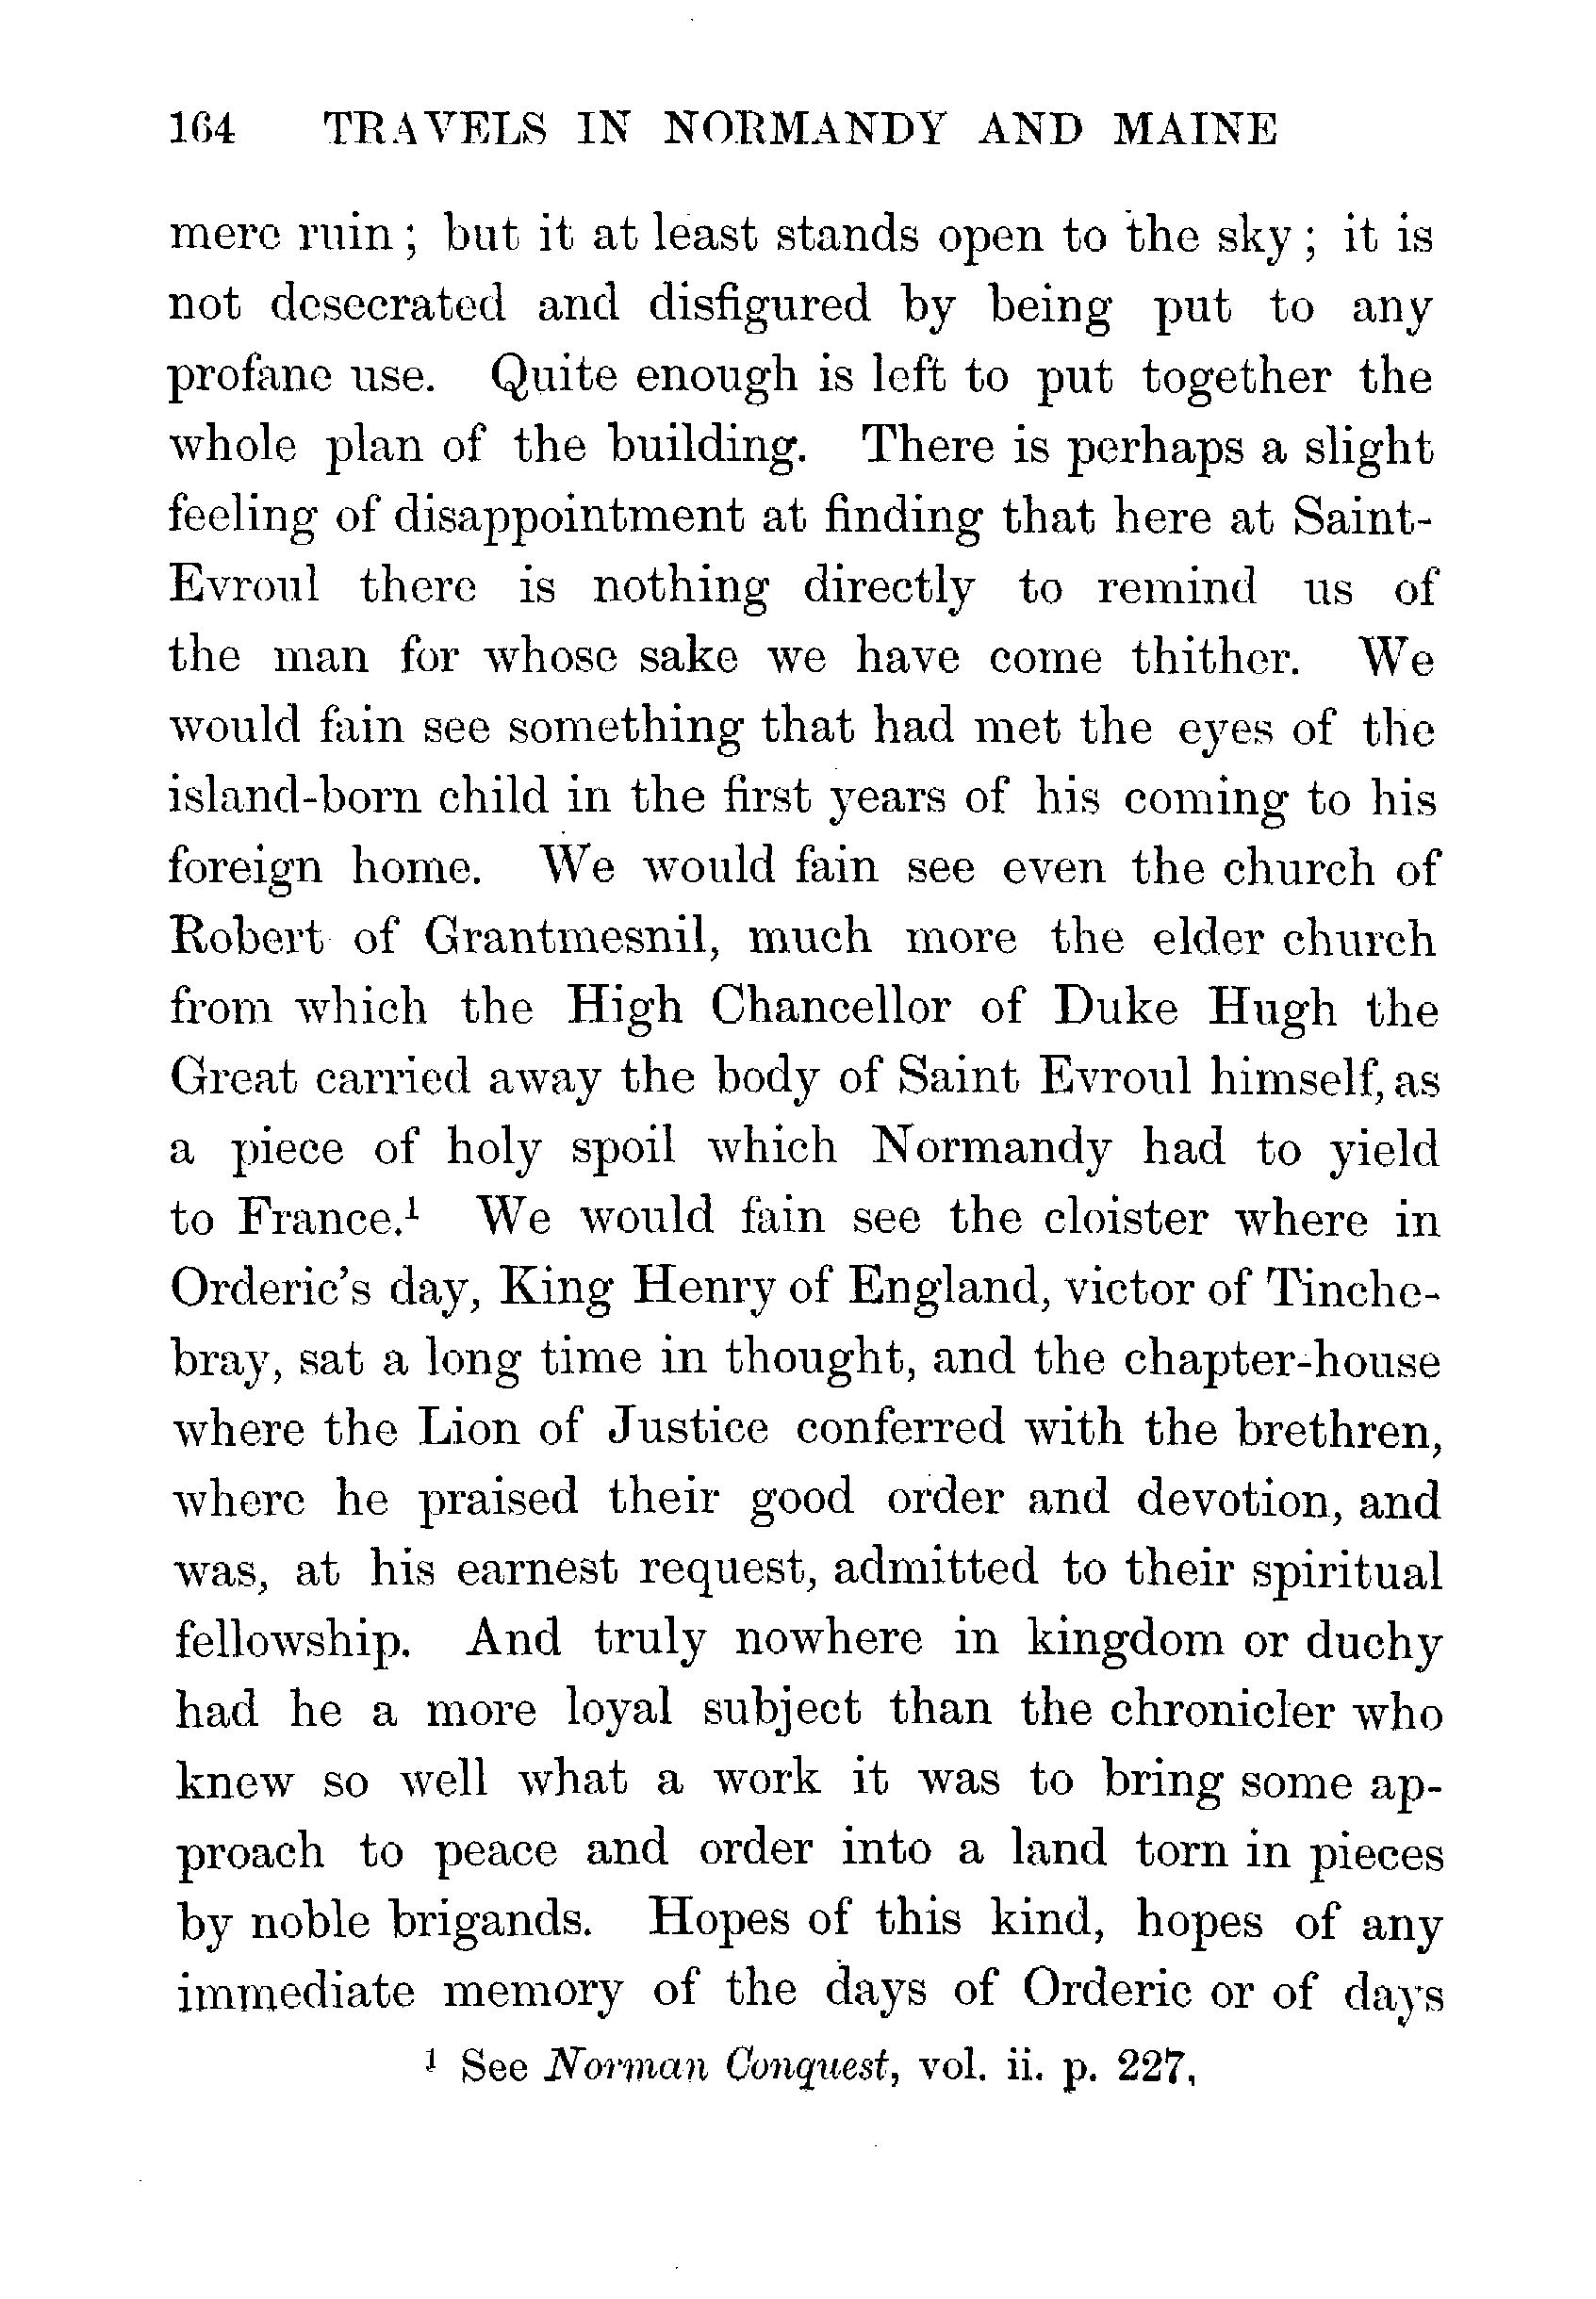 164 TRAVELS IN NORMANDY AND MAINE
mere ruin; but it at least stands open to the sky; it is
not desecrated and disfigured by being put to any
profane use. Quite enough is left to put together the
whole plan of the building. There is perhaps a slight
feeling of disappointment at finding that here at Saint-
Evroul there is nothing directly to remind us of
the man for whose sake we have come thither. We
would fain see something that had met the eyes of the
island-born child in the first years of his coming to his
foreign home. We would fain see even the church of
Robert of Grantmesnil, much more the elder church
from which the High Chancellor of Duke Hugh the
Great carried away the body of Saint Evroul himself, as
a piece of holy spoil which Normandy had to yield
to France.¹ We would fain see the cloister where in
Orderic's day, King Henry of England, victor of Tinche-
bray, sat a long time in thought, and the chapter-house
where the Lion of Justice conferred with the brethren,
where he praised their good order and devotion, and
was, at his earnest request, admitted to their spiritual
fellowship. And truly nowhere in kingdom or duchy
had he a more loyal subject than the chronicler who
knew so well what a work it was to bring some ap-
proach to peace and order into a land torn in pieces
by noble brigands. Hopes of this kind, hopes of any
immediate memory of the days of Orderic or of days
¹ See Norman Conquest, vol. ii. p. 227.